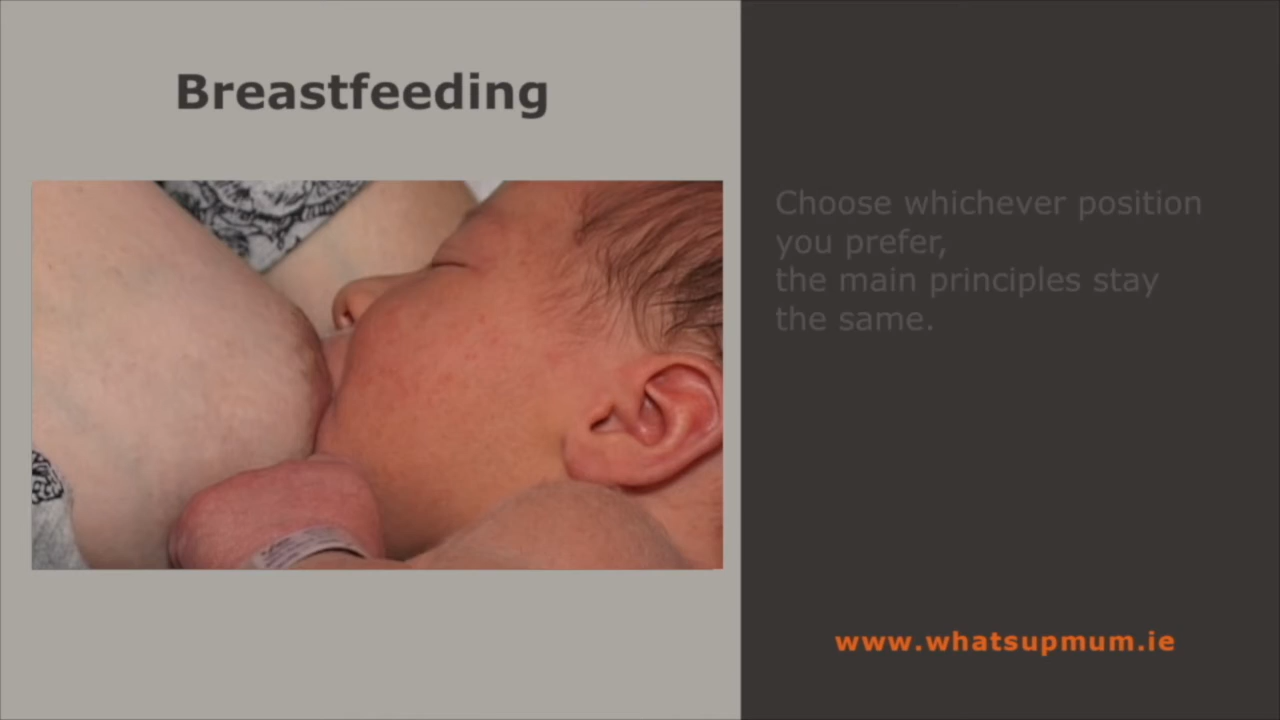 Breastfeeding
Choose whichever position
you prefer,
the main principles stay
the same.
www.whatsupmum.ie